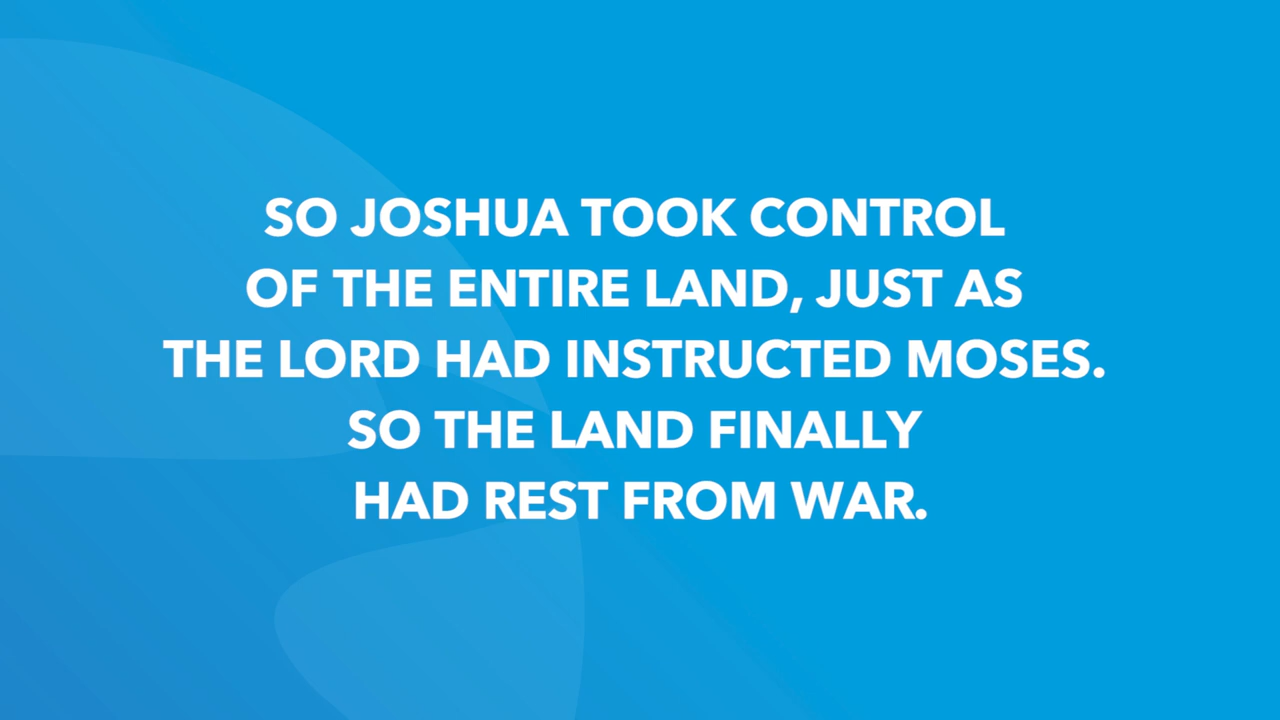 SO JOSHUA TOOK CONTROL
OF THE ENTIRE LAND, JUST AS
THE LORD HAD INSTRUCTED MOSES.
SO THE LAND FINALLY
HAD REST FROM WAR.